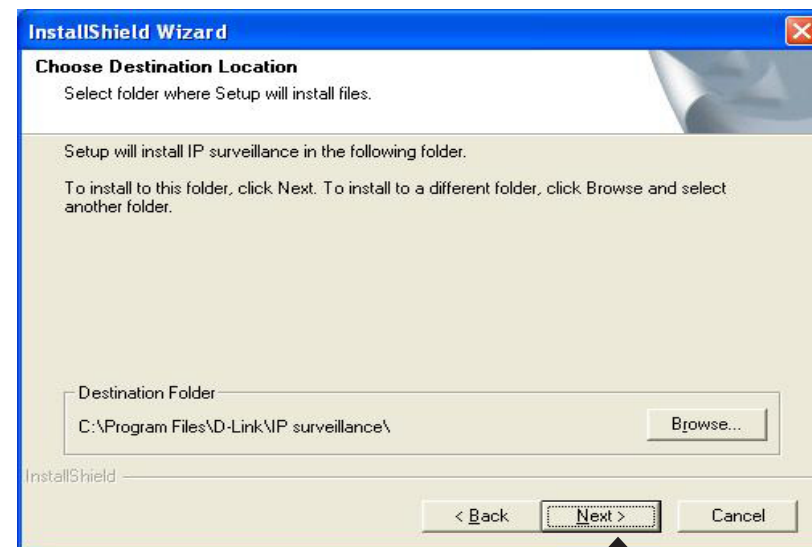 InstallShield Wizard
Choose Destination Location
Select folder where Setup will install files.
Setup will install IP surveillance in the following folder.
To install to this folder, click Next. To install to a different folder, click Browse and select
another folder.
Destination Folder
C:\Program Files\D-Link\IP surveillance\
Browse...
InstallShield
< Back
Next >
Cancel